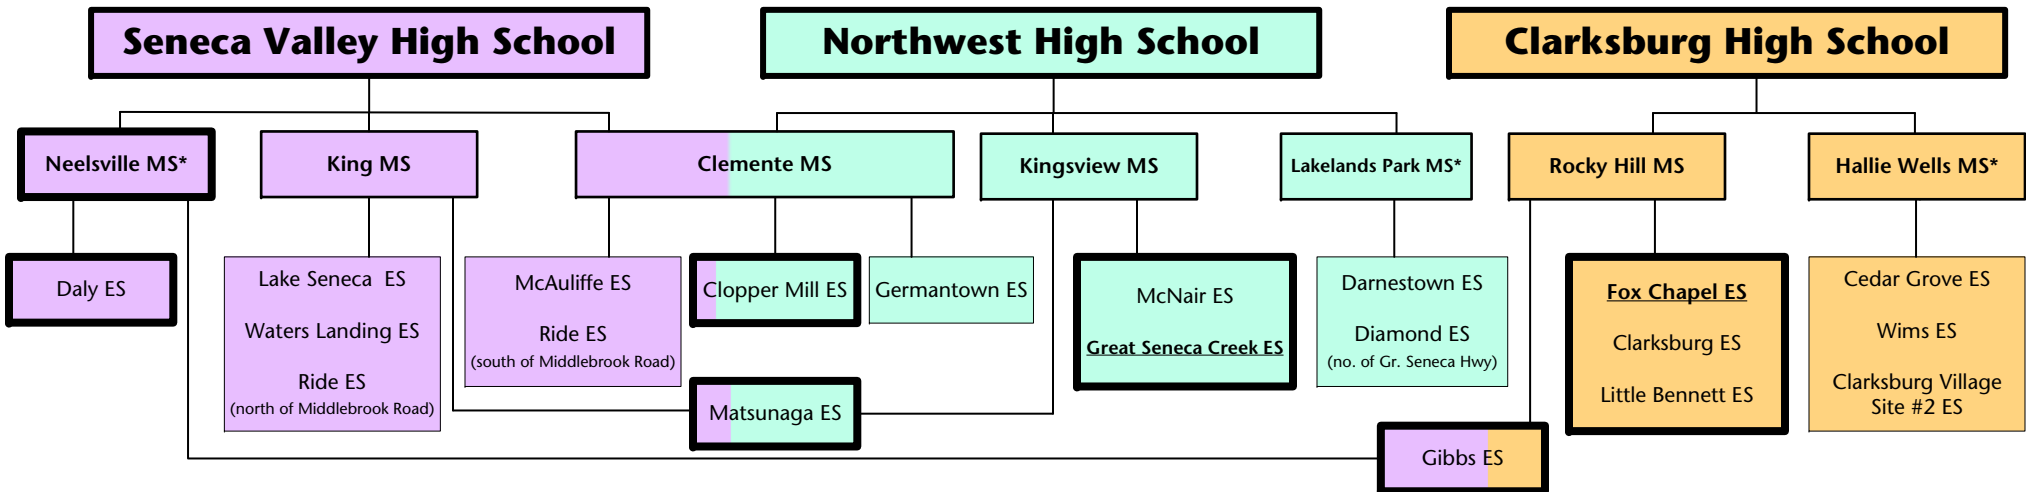 Seneca Valley High School
Northwest High School
Clarksburg High School
Neelsville MS*
King MS
Clemente MS
Kingsview MS
Lakelands Park MS*
Rocky Hill MS
Hallie Wells MS*
Daly ES
Lake Seneca ES
Waters Landing ES
Ride ES
(north of Middlebrook Road)
McAuliffe ES
Ride ES
(south of Middlebrook Road)
Clopper Mill ES
Germantown ES
Matsunaga ES
McNair ES
Great Seneca Creek ES
Darnestown ES
Diamond ES
(no. of Gr. Seneca Hwy)
Fox Chapel ES
Clarksburg ES
Little Bennett ES
Cedar Grove ES
Wims ES
Clarksburg Village
Site #2 ES
Gibbs ES